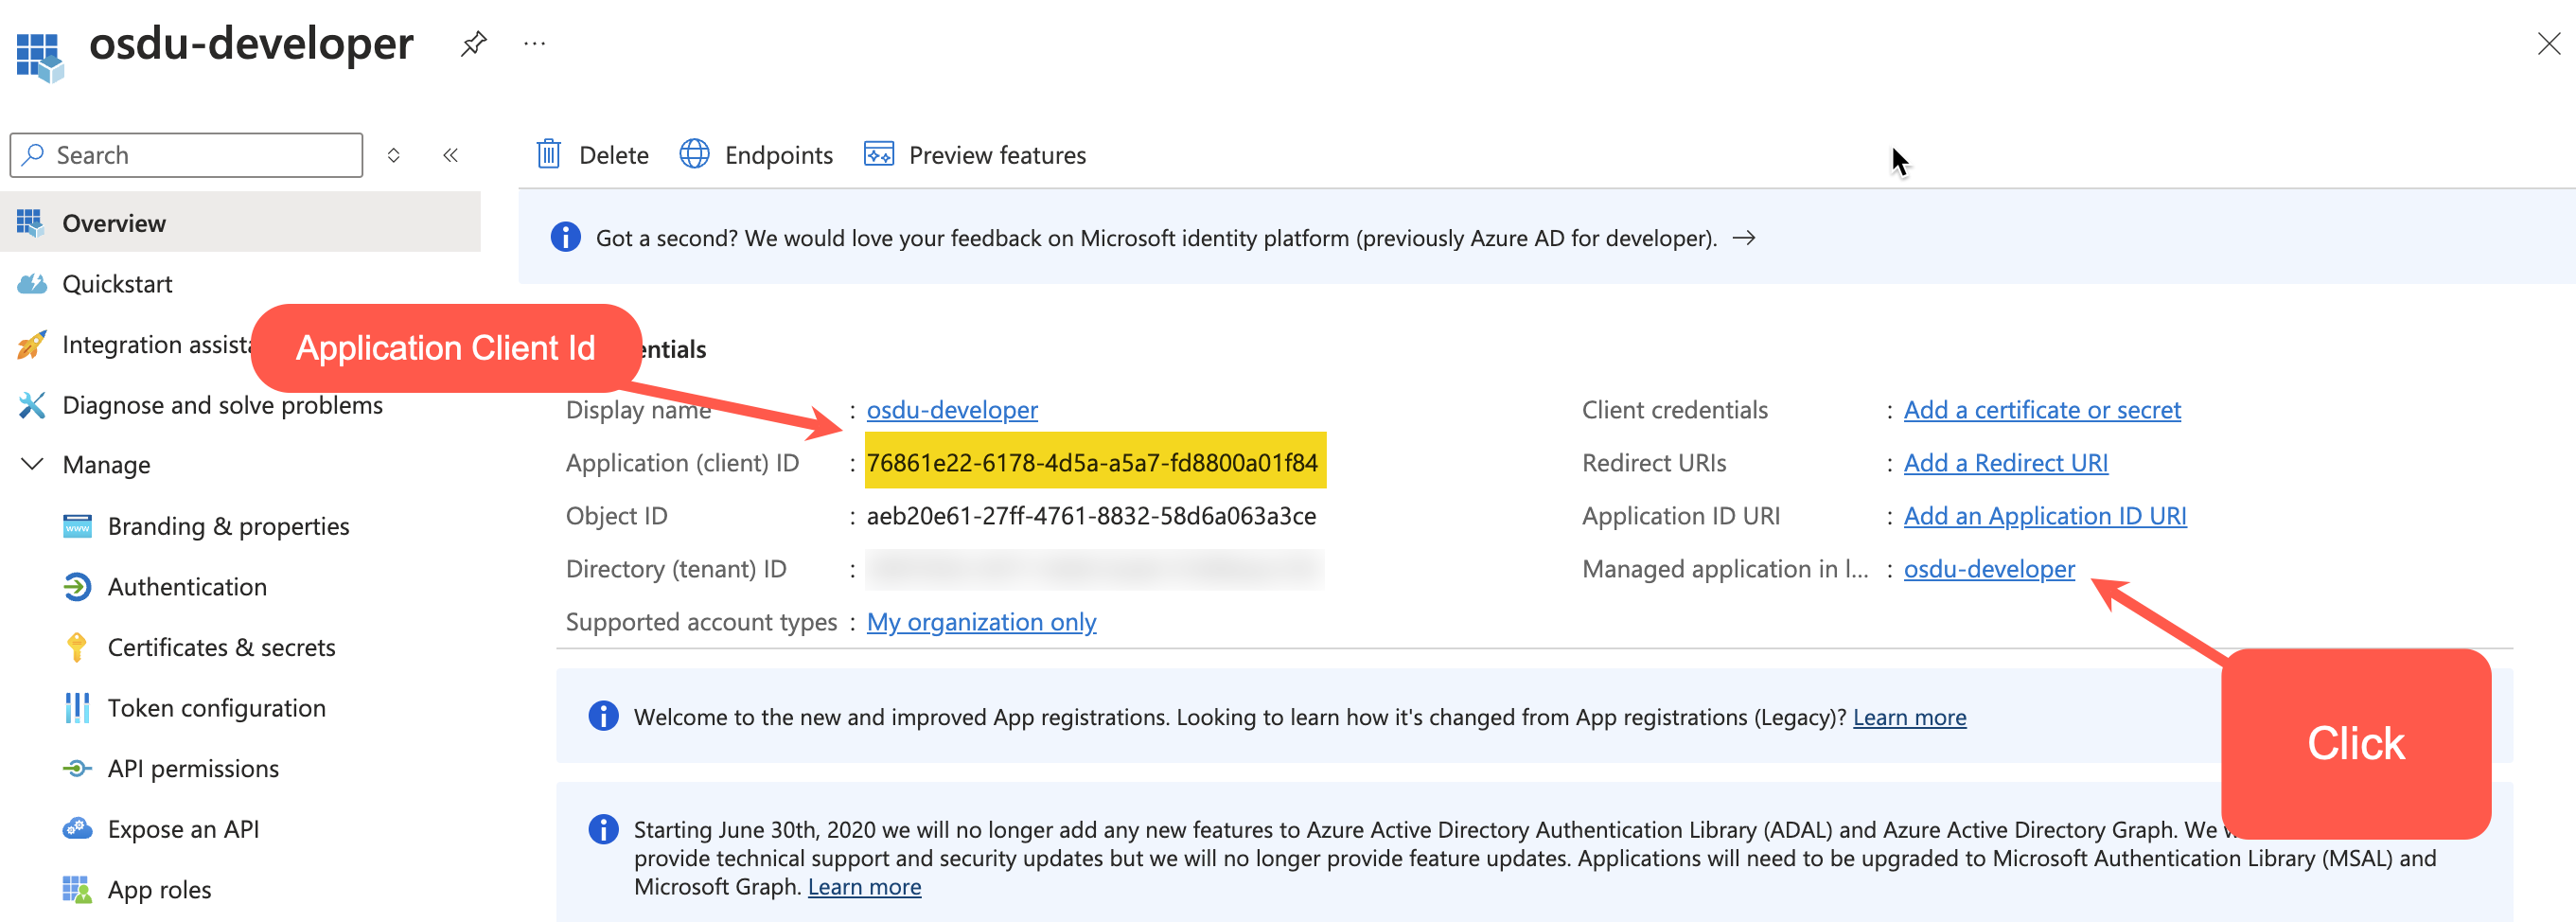 osdu-developer
Search
Delete
Endpoints
Preview features
Overview
Got a second? We would love your feedback on Microsoft identity platform (previously Azure AD for developer). →
Quickstart
Integration
Application Client Id
Diagnose and solve problems
Manage
Branding & properties
Authentication
Certificates & secrets
Token configuration
API permissions
Expose an API
App roles
Display name : osdu-developer
Application (client) ID : 76861e22-6178-4d5a-a5a7-fd8800a01f84
Object ID : aeb20e61-27ff-4761-8832-58d6a063a3ce
Directory (tenant) ID :
Supported account types : My organization only
Client credentials : Add a certificate or secret
Redirect URIs : Add a Redirect URI
Application ID URI : Add an Application ID URI
Managed application in l... : osdu-developer
Click
Welcome to the new and improved App registrations. Looking to learn how it's changed from App registrations (Legacy)? Learn more
Starting June 30th, 2020 we will no longer add any new features to Azure Active Directory Authentication Library (ADAL) and Azure Active Directory Graph. We
provide technical support and security updates but we will no longer provide feature updates. Applications will need to be upgraded to Microsoft Authentication Library (MSAL) and
Microsoft Graph. Learn more